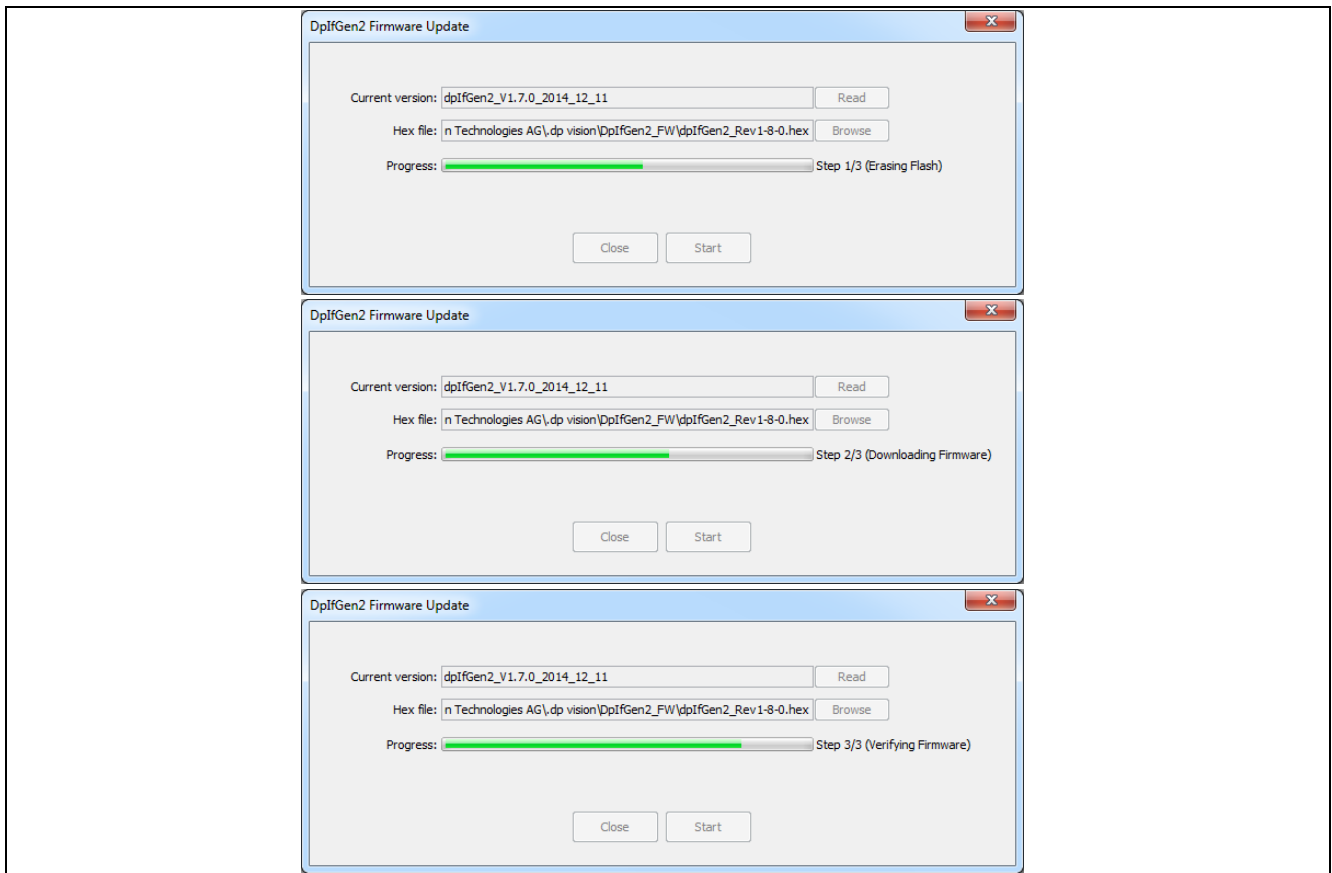 DpIfGen2 Firmware Update
Current version: dpIfGen2_V1.7.0_2014_12_11 Read
Hex file: n Technologies AG\.dp vision\DpIfGen2_FW\dpIfGen2_Rev1-8-0.hex Browse
Progress: Step 1/3 (Erasing Flash)
Close Start
DpIfGen2 Firmware Update
Current version: dpIfGen2_V1.7.0_2014_12_11 Read
Hex file: n Technologies AG\.dp vision\DpIfGen2_FW\dpIfGen2_Rev1-8-0.hex Browse
Progress: Step 2/3 (Downloading Firmware)
Close Start
DpIfGen2 Firmware Update
Current version: dpIfGen2_V1.7.0_2014_12_11 Read
Hex file: n Technologies AG\.dp vision\DpIfGen2_FW\dpIfGen2_Rev1-8-0.hex Browse
Progress: Step 3/3 (Verifying Firmware)
Close Start